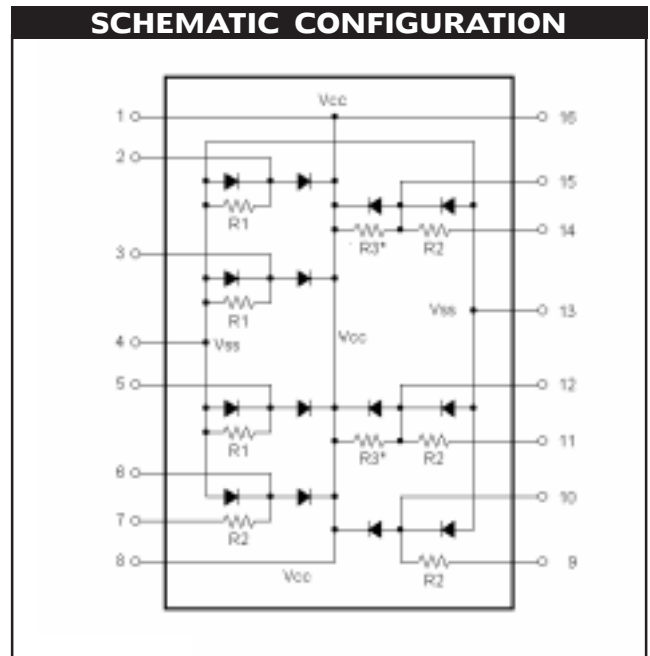 SCHEMATIC CONFIGURATION
Vcc
1 16
2
15
R1 R3* R2 14
3
R1
Vss 13
4 Vss Vcc
5 12
R1 R3* R2 11
6
10
7 R2
8 Vcc R2 9